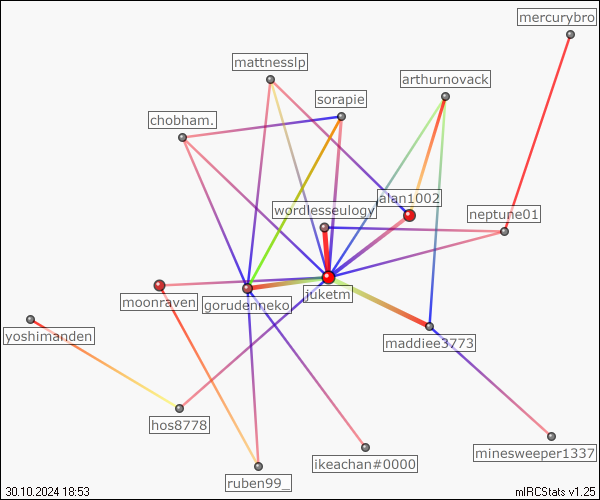 mercurybro
mattnesslp
arthurnovack
sorapie
chobham.
alan1002
wordlesseulogy
neptune01
juketm
moonraven
gorudenneko
yoshimanden
maddiee3773
hos8778
minesweeper1337
ikeachan#0000
ruben99_
30.10.2024 18:53
mIRCStats v1.25